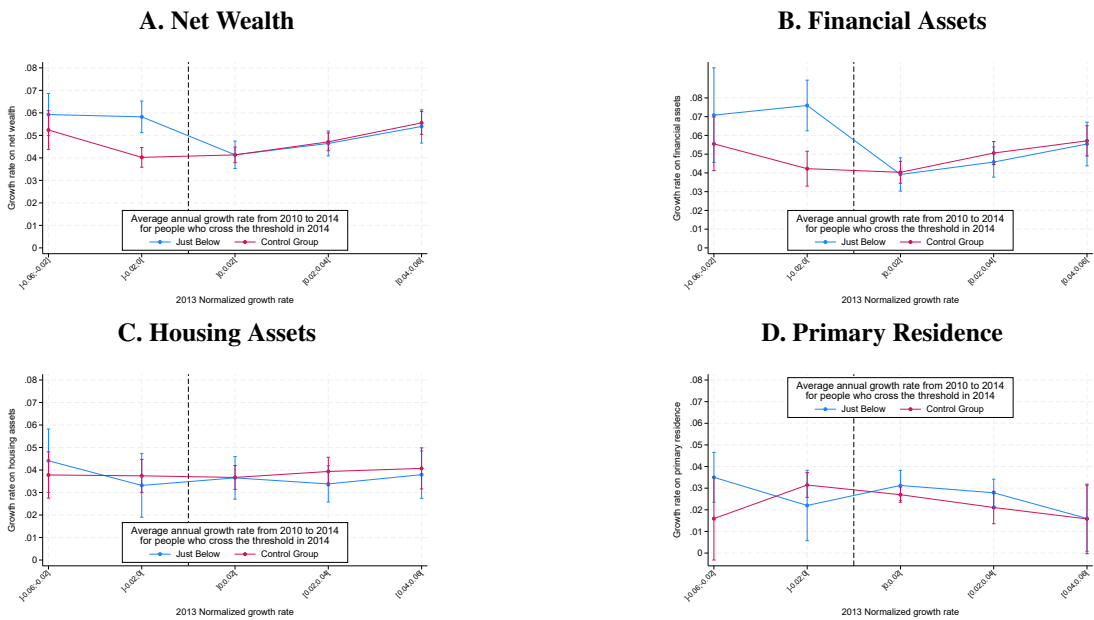 A. Net Wealth
.08
.07
.06
.05
.04
.03
.02
.01
0
Growth rate on net wealth
Average annual growth rate from 2010 to 2014
for people who cross the threshold in 2014
Just Below Control Group
]-0.06;-0.02[ ]-0.02;0[ [0;0.02[ [0.02;0.04[ [0.04;0.06[
2013 Normalized growth rate
B. Financial Assets
.08
.07
.06
.05
.04
.03
.02
.01
0
Growth rate on financial assets
Average annual growth rate from 2010 to 2014
for people who cross the threshold in 2014
Just Below Control Group
]-0.06;-0.02[ ]-0.02;0[ [0;0.02[ [0.02;0.04[ [0.04;0.06[
2013 Normalized growth rate
C. Housing Assets
.08
.07
.06
.05
.04
.03
.02
.01
0
Growth rate on housing assets
Average annual growth rate from 2010 to 2014
for people who cross the threshold in 2014
Just Below Control Group
]-0.06;-0.02[ ]-0.02;0[ [0;0.02[ [0.02;0.04[ [0.04;0.06[
2013 Normalized growth rate
D. Primary Residence
.08
.07
.06
.05
.04
.03
.02
.01
0
Growth rate on primary residence
Average annual growth rate from 2010 to 2014
for people who cross the threshold in 2014
Just Below Control Group
]-0.06;-0.02[ ]-0.02;0[ [0;0.02[ [0.02;0.04[ [0.04;0.06[
2013 Normalized growth rate